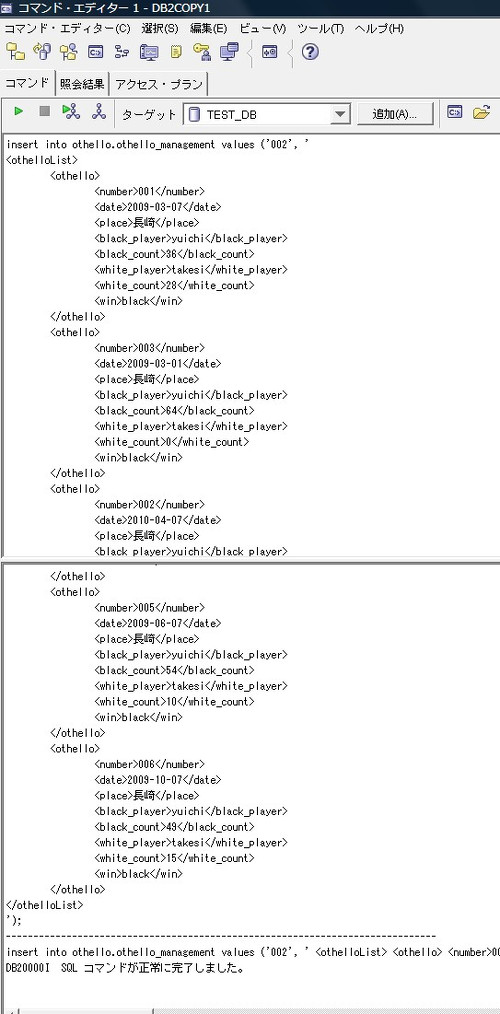 コマンド・エディター 1 - DB2COPY1
コマンド・エディター(C) 選択(S) 編集(E) ビュー(V) ツール(T) ヘルプ(H)
コマンド 照会結果 アクセス・プラン
ターゲット TEST_DB 追加(A)...
insert into othello.othello_management values ('002', '
<othelloList>
<othello>
<number>001</number>
<date>2009-03-07</date>
<place>長崎</place>
<black_player>yuichi</black_player>
<black_count>36</black_count>
<white_player>takesi</white_player>
<white_count>28</white_count>
<win>black</win>
</othello>
<othello>
<number>003</number>
<date>2009-03-01</date>
<place>長崎</place>
<black_player>yuichi</black_player>
<black_count>64</black_count>
<white_player>takesi</white_player>
<white_count>0</white_count>
<win>black</win>
</othello>
<othello>
<number>002</number>
<date>2010-04-07</date>
<place>長崎</place>
<black_player>yuichi</black_player>
</othello>
<othello>
<number>005</number>
<date>2009-06-07</date>
<place>長崎</place>
<black_player>yuichi</black_player>
<black_count>54</black_count>
<white_player>takesi</white_player>
<white_count>10</white_count>
<win>black</win>
</othello>
<othello>
<number>006</number>
<date>2009-10-07</date>
<place>長崎</place>
<black_player>yuichi</black_player>
<black_count>49</black_count>
<white_player>takesi</white_player>
<white_count>15</white_count>
<win>black</win>
</othello>
</othelloList>
');
------------------------------------------------------------------------------
insert into othello.othello_management values ('002', ' <othelloList> <othello> <number>00
DB20000I SQL コマンドが正常に完了しました。